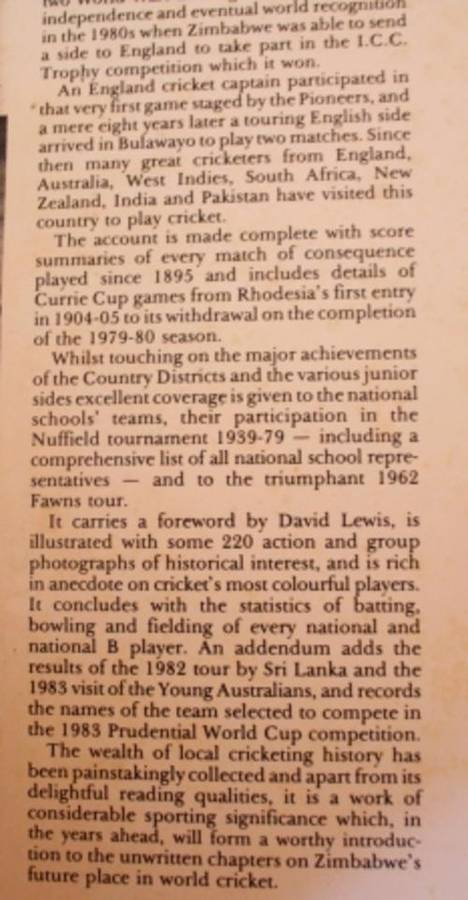 two World Wars
independence and eventual world recognition
in the 1980s when Zimbabwe was able to send
a side to England to take part in the I.C.C.
Trophy competition which it won.
An England cricket captain participated in
that very first game staged by the Pioneers, and
a mere eight years later a touring English side
arrived in Bulawayo to play two matches. Since
then many great cricketers from England,
Australia, West Indies, South Africa, New
Zealand, India and Pakistan have visited this
country to play cricket.
The account is made complete with score
summaries of every match of consequence
played since 1895 and includes details of
Currie Cup games from Rhodesia's first entry
in 1904-05 to its withdrawal on the completion
of the 1979-80 season.
Whilst touching on the major achievements
of the Country Districts and the various junior
sides excellent coverage is given to the national
schools' teams, their participation in the
Nuffield tournament 1939-79 — including a
comprehensive list of all national school repre-
sentatives — and to the triumphant 1962
Fawns tour.
It carries a foreword by David Lewis, is
illustrated with some 220 action and group
photographs of historical interest, and is rich
in anecdote on cricket's most colourful players.
It concludes with the statistics of batting,
bowling and fielding of every national and
national B player. An addendum adds the
results of the 1982 tour by Sri Lanka and the
1983 visit of the Young Australians, and records
the names of the team selected to compete in
the 1983 Prudential World Cup competition.
The wealth of local cricketing history has
been painstakingly collected and apart from its
delightful reading qualities, it is a work of
considerable sporting significance which, in
the years ahead, will form a worthy introduc-
tion to the unwritten chapters on Zimbabwe's
future place in world cricket.